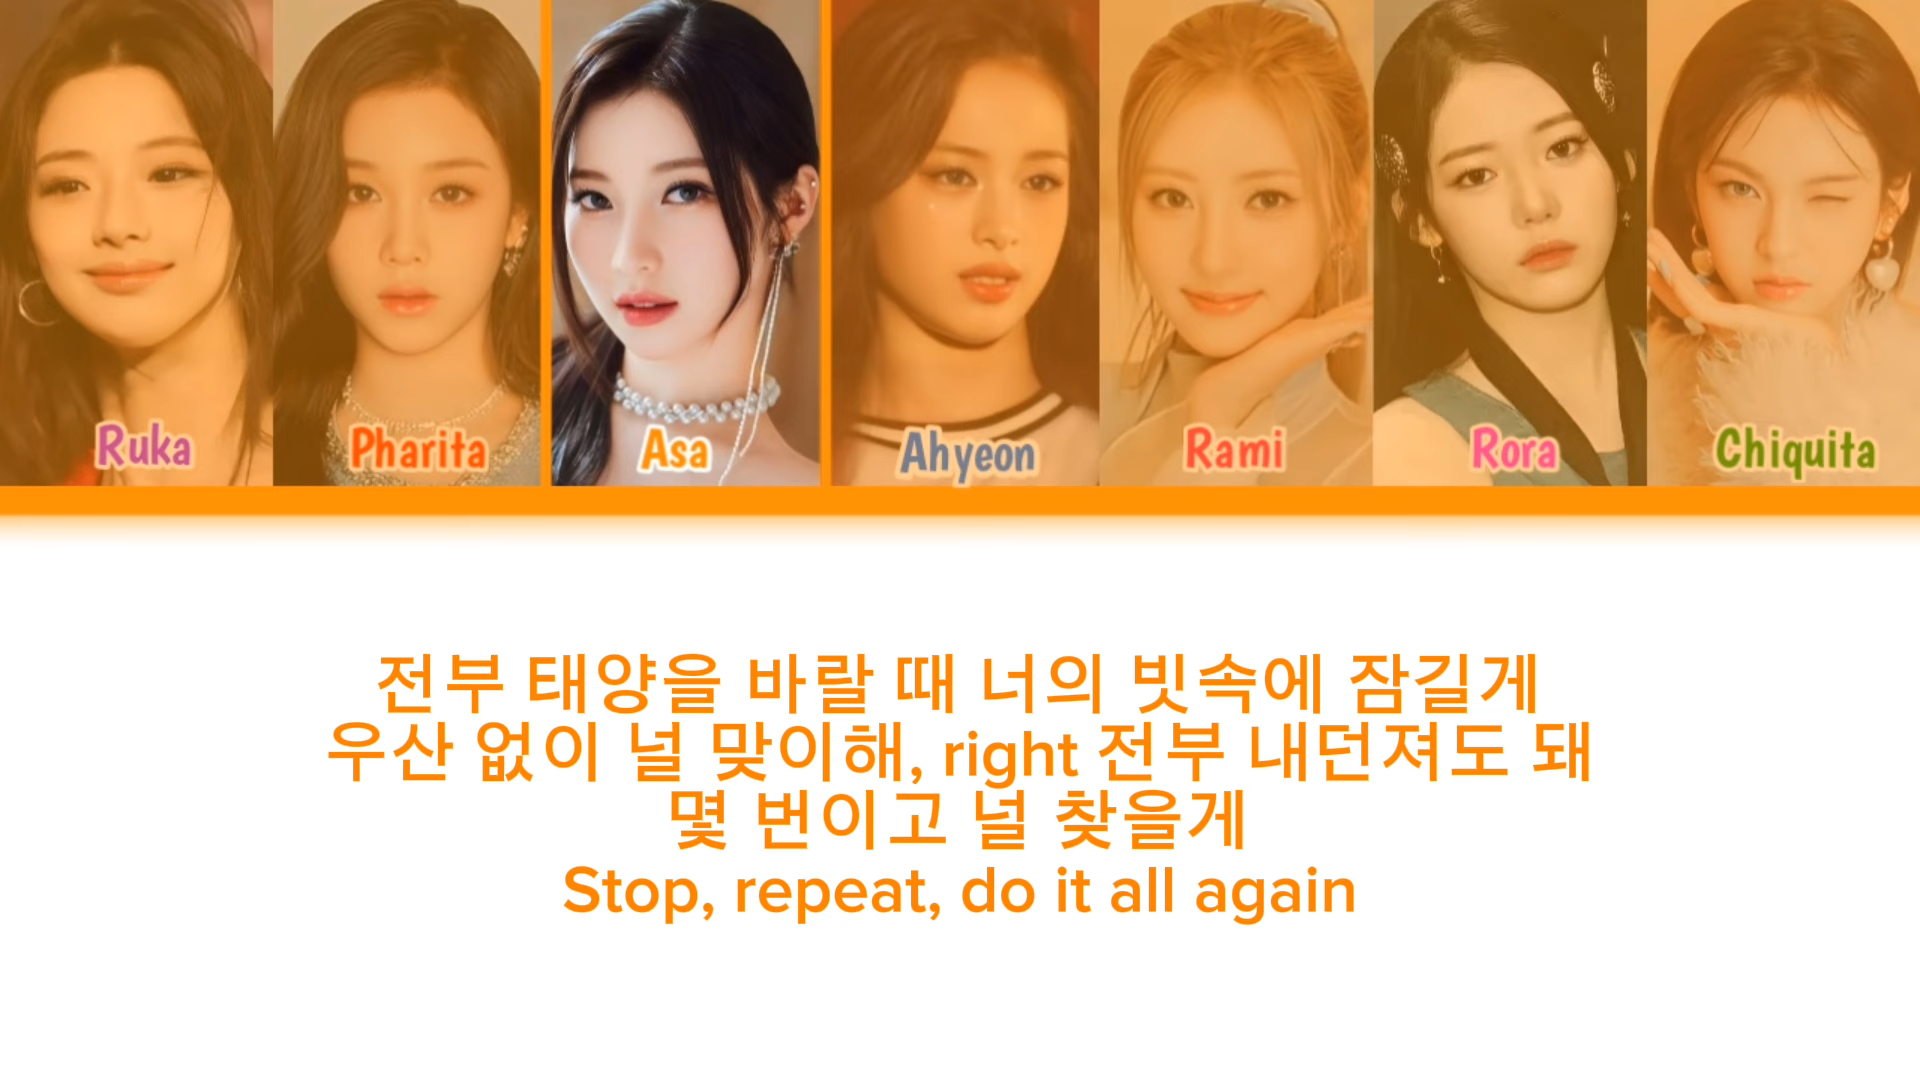 Ruka
Pharita
Asa
Ahyeon
Rami
Rora
Chiquita
전부 태양을 바랄 때 너의 빗속에 잠길게
우산 없이 널 맞이해, right 전부 내던져도 돼
몇 번이고 널 찾을게
Stop, repeat, do it all again